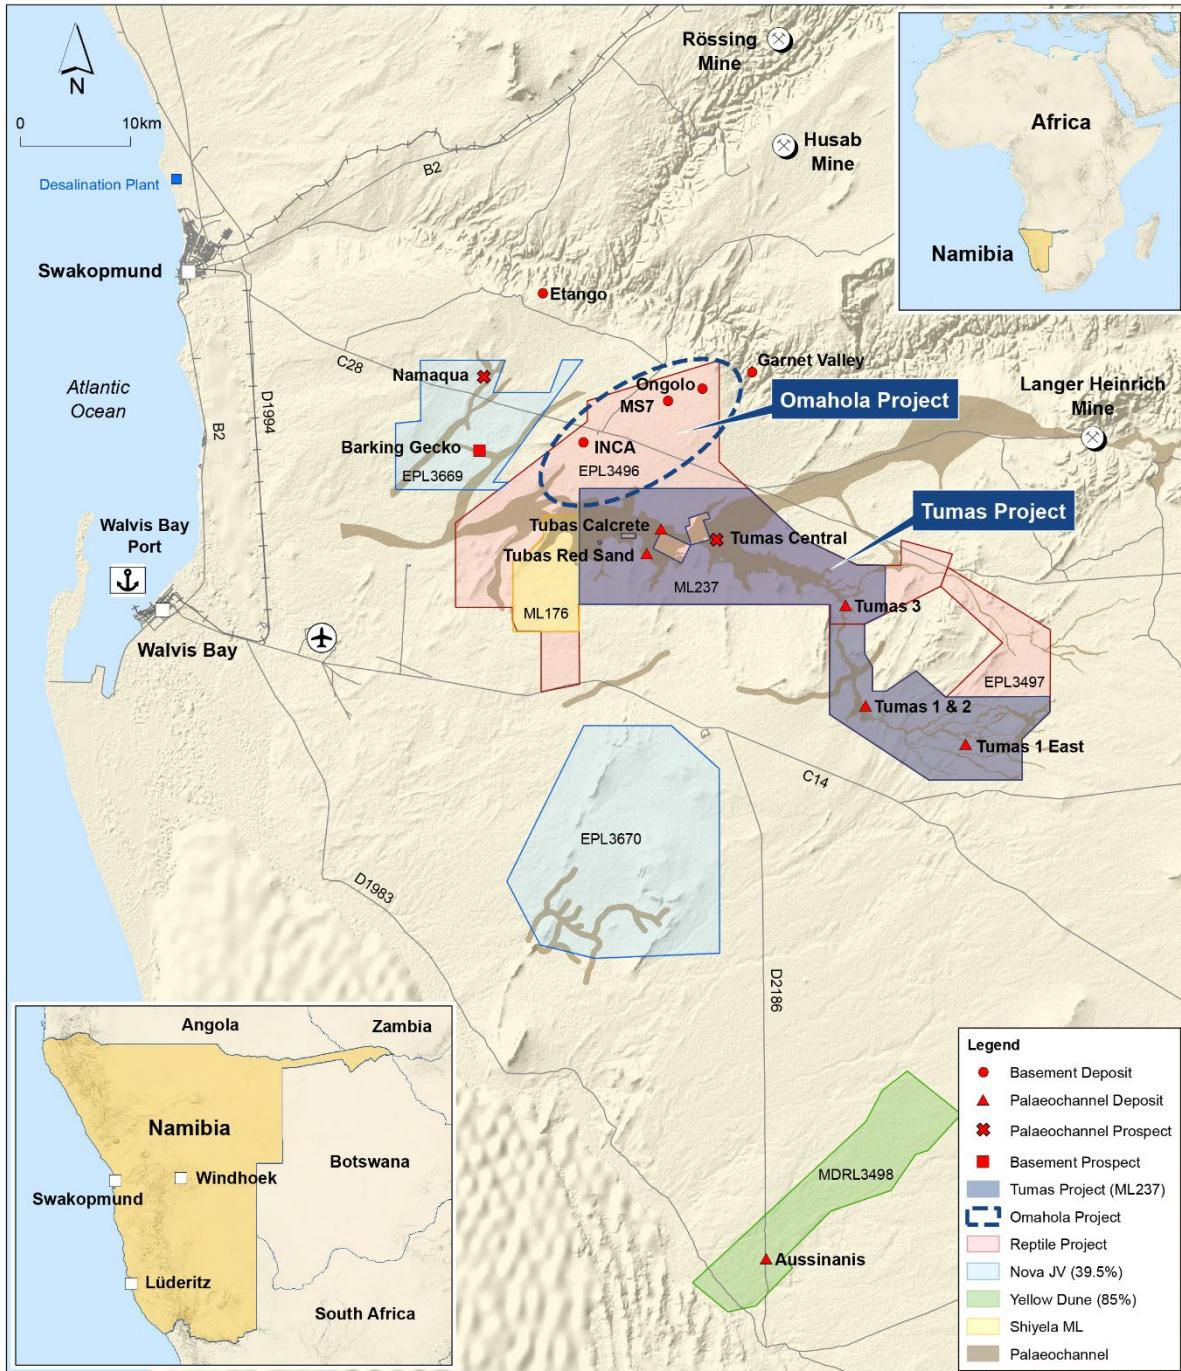 N
0 10km
Desalination Plant
Swakopmund
Atlantic
Ocean
B2
B2
D1994
C28
Rössing
Mine
Husab
Mine
Africa
Namibia
Etango
Namaqua
Garnet Valley
Ongolo
MS7
Omahola Project
Langer Heinrich
Mine
Barking Gecko
INCA
EPL3669
EPL3496
Tumas Project
Walvis Bay
Port
Tubas Calcrete
Tumas Central
Tubas Red Sand
ML237
ML176
Tumas 3
Walvis Bay
EPL3497
Tumas 1 & 2
Tumas 1 East
C14
EPL3670
D1983
D2186
MDRL3498
Aussinanis
Angola
Zambia
Namibia
Windhoek
Botswana
Swakopmund
Lüderitz
South Africa
Legend
Basement Deposit
Palaeochannel Deposit
Palaeochannel Prospect
Basement Prospect
Tumas Project (ML237)
Omahola Project
Reptile Project
Nova JV (39.5%)
Yellow Dune (85%)
Shiyela ML
Palaeochannel